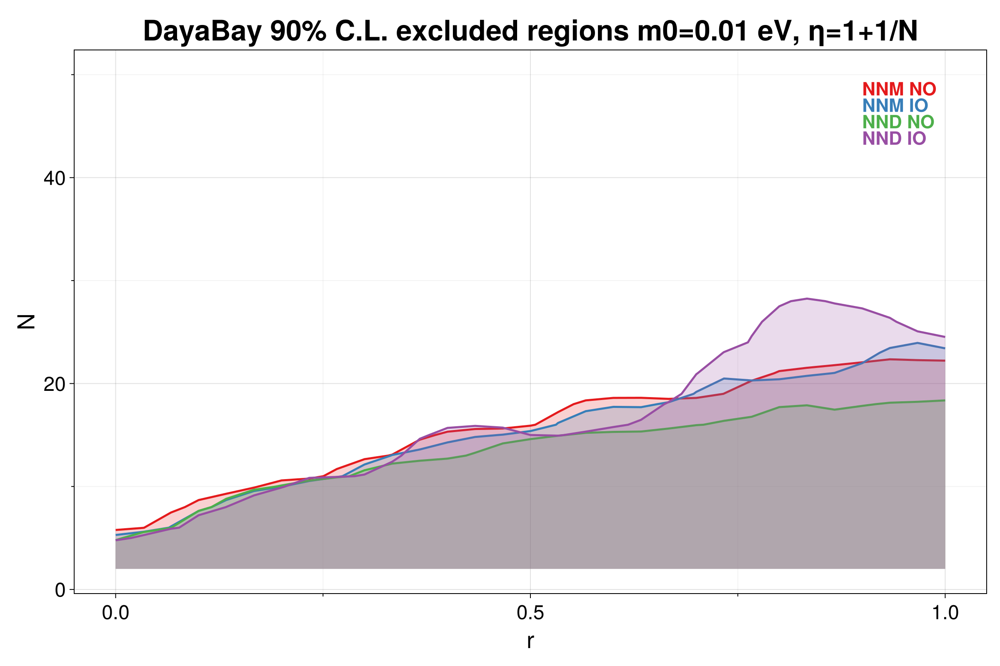 DayaBay 90% C.L. excluded regions m0=0.01 eV, η=1+1/N
NNM NO
NNM IO
NND NO
NND IO
40
20
0
N
0.0 0.5 1.0
r